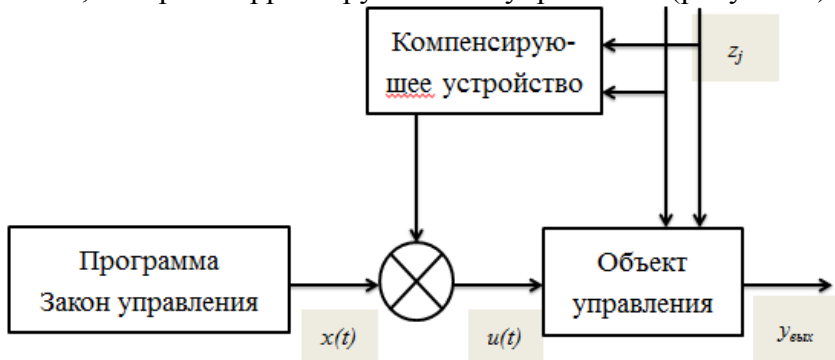 Компенсирую-
щее устройство
z_j
Программа
Закон управления
Объект
управления
x(t)
u(t)
y_вых